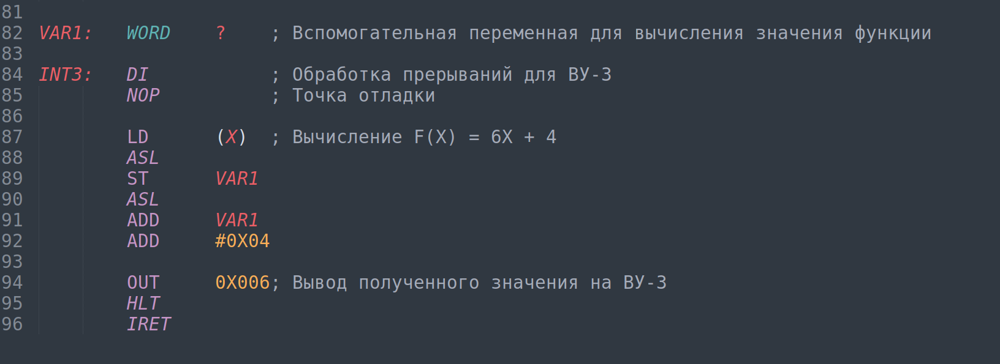 81
82 VAR1: WORD ? ; Вспомогательная переменная для вычисления значения функции
83
84 INT3: DI ; Обработка прерываний для ВУ-3
85 NOP ; Точка отладки
86
87 LD (X) ; Вычисление F(X) = 6X + 4
88 ASL
89 ST VAR1
90 ASL
91 ADD VAR1
92 ADD #0X04
93
94 OUT 0X006; Вывод полученного значения на ВУ-3
95 HLT
96 IRET